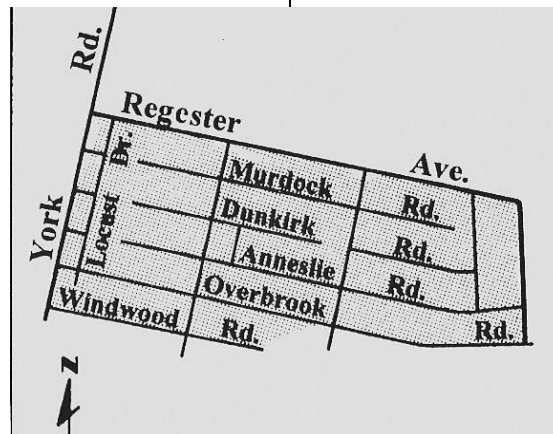 Rd.
Regester
Ave.
Dr.
Murdock
Rd.
Dunkirk
Rd.
Locust
York
Anneslie
Rd.
Overbrook
Windwood
Rd.
Rd.
N